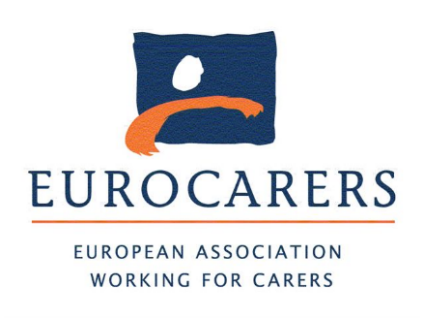 EUROCARERS
EUROPEAN ASSOCIATION
WORKING FOR CARERS